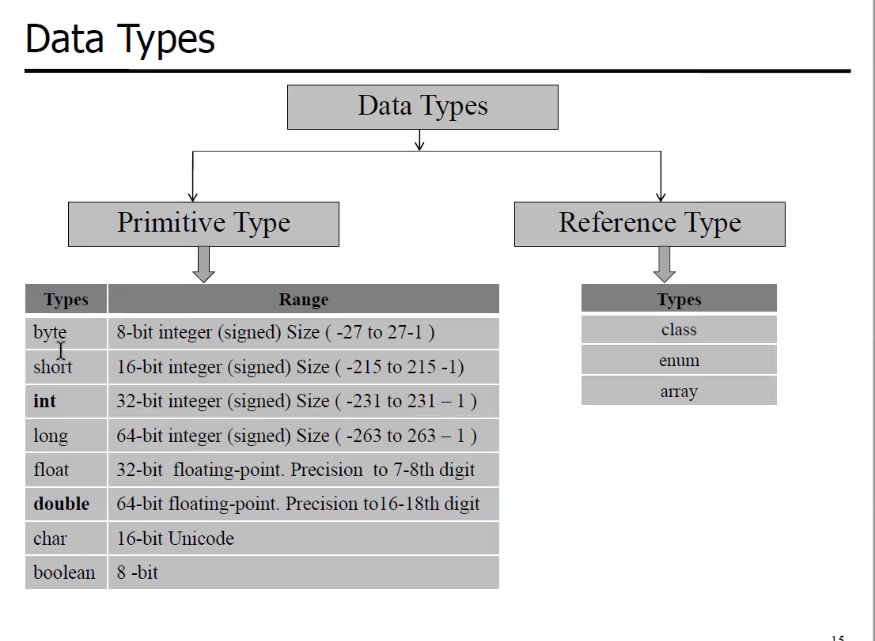 Data Types
Data Types
Primitive Type
Reference Type
Types Range
byte 8-bit integer (signed) Size ( -27 to 27-1 )
short 16-bit integer (signed) Size ( -215 to 215 -1)
int 32-bit integer (signed) Size ( -231 to 231 – 1 )
long 64-bit integer (signed) Size ( -263 to 263 – 1 )
float 32-bit floating-point. Precision to 7-8th digit
double 64-bit floating-point. Precision to16-18th digit
char 16-bit Unicode
boolean 8 -bit
Types
class
enum
array
15